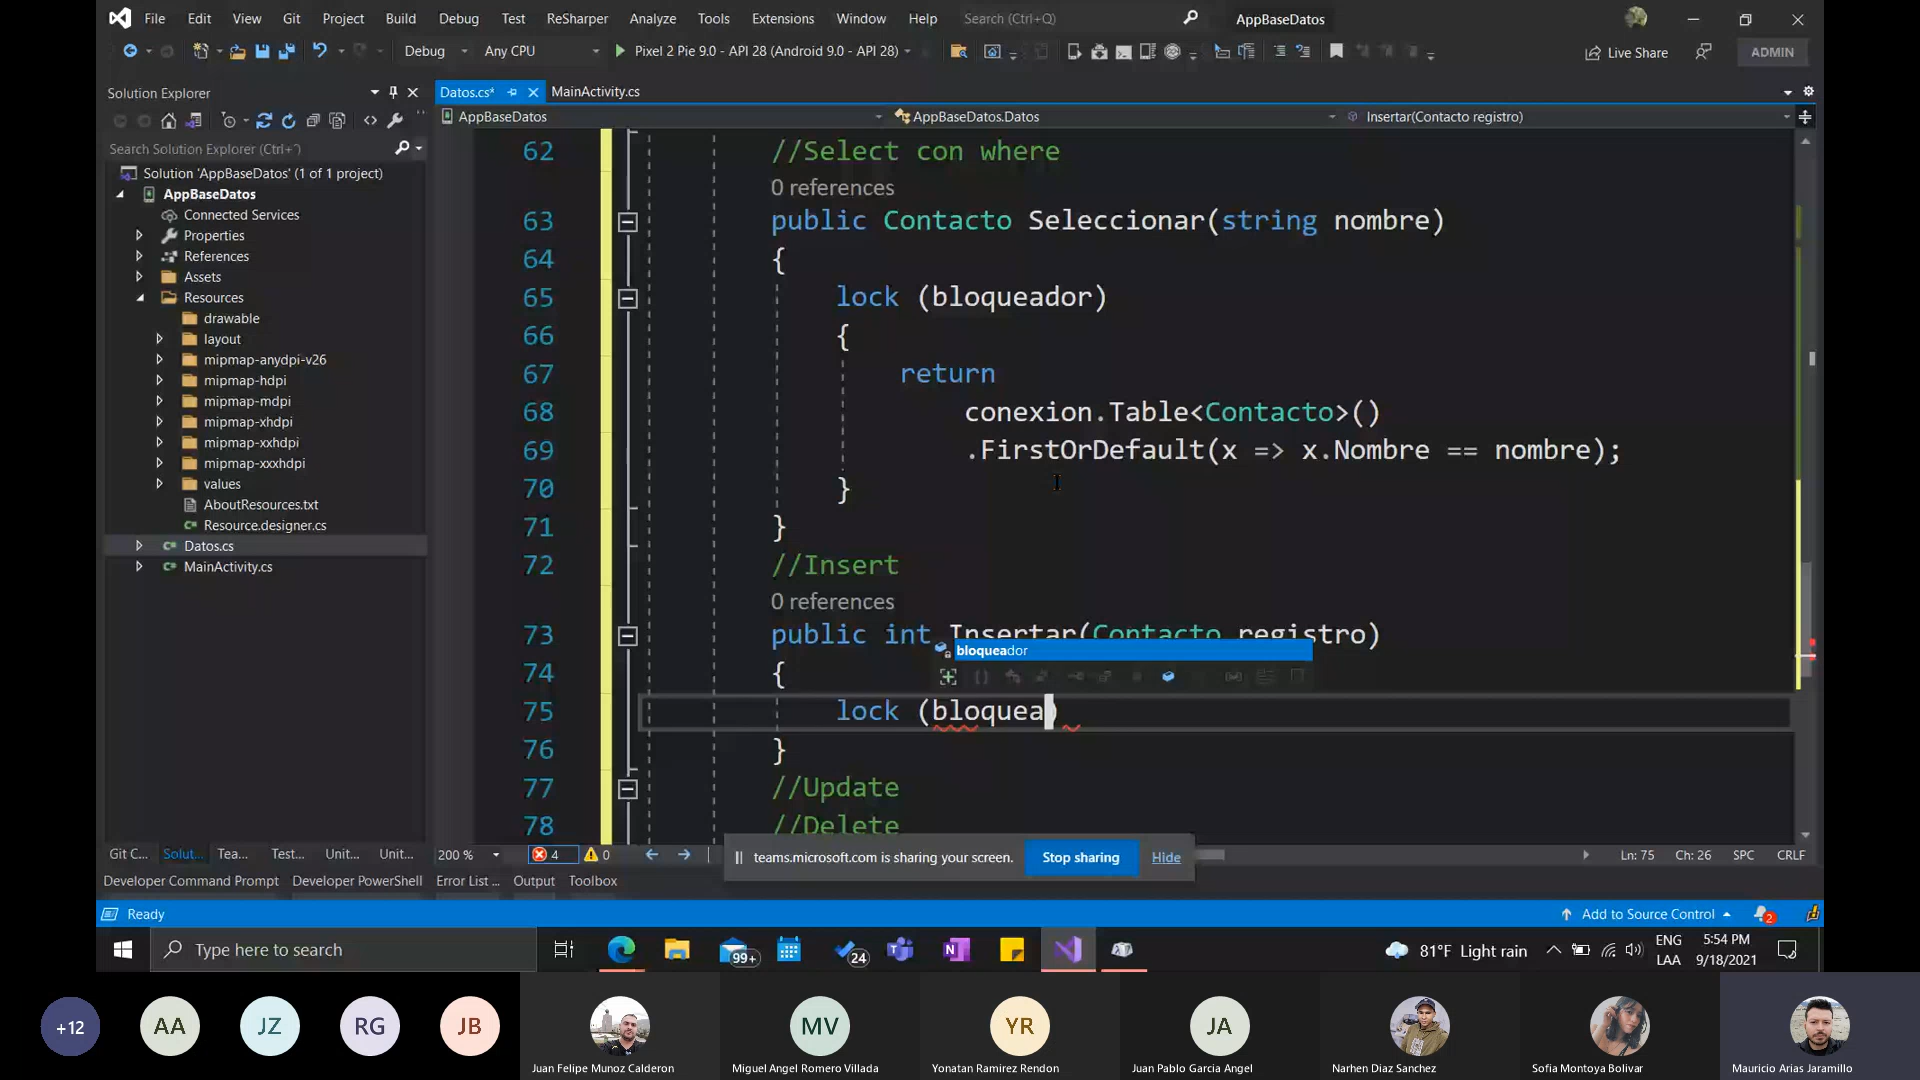 File Edit View Git Project Build Debug Test ReSharper Analyze Tools Extensions Window Help Search (Ctrl+Q) AppBaseDatos
Debug Any CPU Pixel 2 Pie 9.0 - API 28 (Android 9.0 - API 28) Live Share ADMIN
Solution Explorer
Search Solution Explorer (Ctrl+¨)
Solution 'AppBaseDatos' (1 of 1 project)
AppBaseDatos
Connected Services
Properties
References
Assets
Resources
drawable
layout
mipmap-anydpi-v26
mipmap-hdpi
mipmap-mdpi
mipmap-xhdpi
mipmap-xxhdpi
mipmap-xxxhdpi
values
AboutResources.txt
Resource.designer.cs
Datos.cs
MainActivity.cs
Git C... Solut... Tea... Test... Unit... Unit...
Datos.cs* MainActivity.cs
AppBaseDatos AppBaseDatos.Datos Insertar(Contacto registro)
62 //Select con where
0 references
63 public Contacto Seleccionar(string nombre)
64 {
65 lock (bloqueador)
66 {
67 return
68 conexion.Table<Contacto>()
69 .FirstOrDefault(x => x.Nombre == nombre);
70 }
71 }
72 //Insert
0 references
73 public int Insertar(Contacto registro)
bloqueador
74 {
75 lock (bloquea)
76 }
77 //Update
78 //Delete
200 % 4 0 Ln: 75 Ch: 26 SPC CRLF
teams.microsoft.com is sharing your screen. Stop sharing Hide
Developer Command Prompt Developer PowerShell Error List ... Output Toolbox
Ready Add to Source Control 2
Type here to search 99+ 24 81°F Light rain ENG LAA 5:54 PM 9/18/2021
+12 AA JZ RG JB MV YR JA
Juan Felipe Munoz Calderon Miguel Angel Romero Villada Yonatan Ramirez Rendon Juan Pablo Garcia Angel Narhen Diaz Sanchez Sofia Montoya Bolivar Mauricio Arias Jaramillo